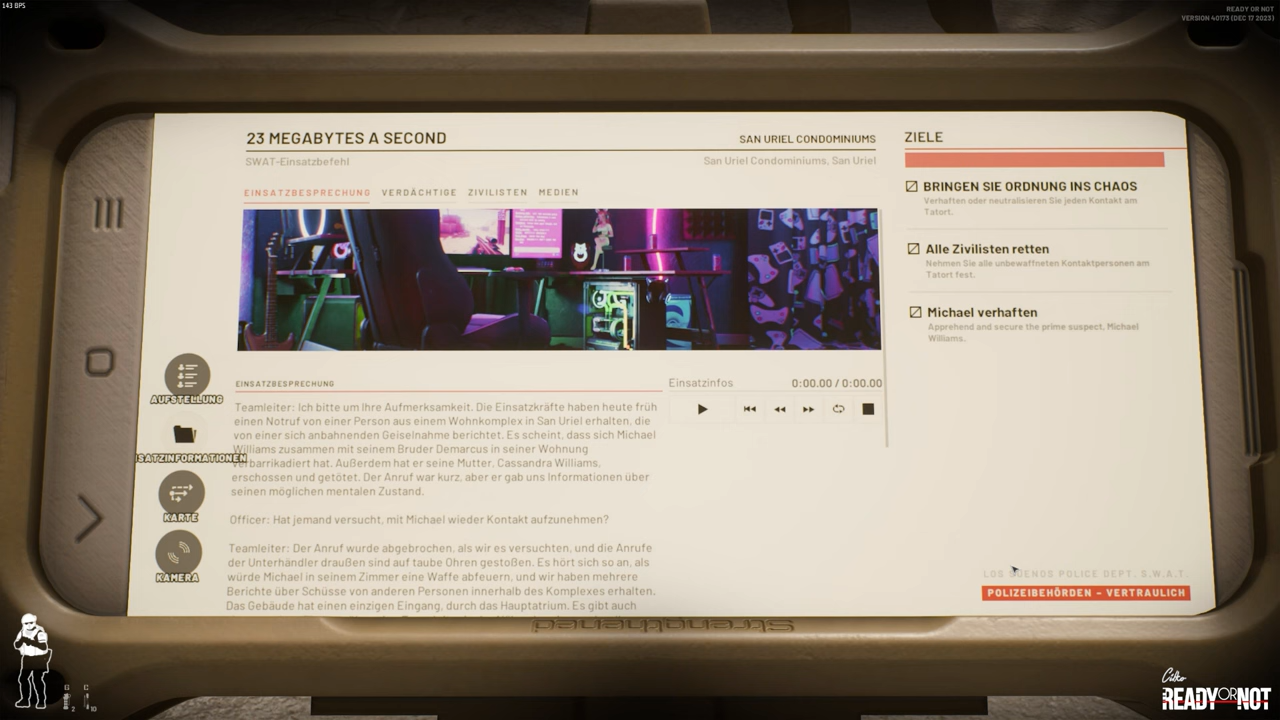 143 BPS
READY OR NOT
VERSION 40173 (DEC 17 2023)
23 MEGABYTES A SECOND
SAN URIEL CONDOMINIUMS
SWAT-Einsatzbefehl
San Uriel Condominiums, San Uriel
EINSATZBESPRECHUNG VERDÄCHTIGE ZIVILISTEN MEDIEN
ZIELE
BRINGEN SIE ORDNUNG INS CHAOS
Verhaften oder neutralisieren Sie jeden Kontakt am
Tatort.
Alle Zivilisten retten
Nehmen Sie alle unbewaffneten Kontaktpersonen am
Tatort fest.
Michael verhaften
Apprehend and secure the prime suspect, Michael
Williams.
AUFSTELLUNG
SATZINFORMATIONEN
KARTE
KAMERA
EINSATZBESPRECHUNG
Einsatzinfos 0:00.00 / 0:00.00
Teamleiter: Ich bitte um Ihre Aufmerksamkeit. Die Einsatzkräfte haben heute früh
einen Notruf von einer Person aus einem Wohnkomplex in San Uriel erhalten, die
von einer sich anbahnenden Geiselnahme berichtet. Es scheint, dass sich Michael
Williams zusammen mit seinem Bruder Demarcus in seiner Wohnung
verbarrikadiert hat. Außerdem hat er seine Mutter, Cassandra Williams,
erschossen und getötet. Der Anruf war kurz, aber er gab uns Informationen über
seinen möglichen mentalen Zustand.
Officer: Hat jemand versucht, mit Michael wieder Kontakt aufzunehmen?
Teamleiter: Der Anruf wurde abgebrochen, als wir es versuchten, und die Anrufe
der Unterhändler draußen sind auf taube Ohren gestoßen. Es hört sich so an, als
würde Michael in seinem Zimmer eine Waffe abfeuern, und wir haben mehrere
Berichte über Schüsse von anderen Personen innerhalb des Komplexes erhalten.
Das Gebäude hat einen einzigen Eingang, durch das Hauptatrium. Es gibt auch
LOS SUENOS POLICE DEPT. S.W.A.T.
POLIZEIBEHÖRDEN – VERTRAULICH
Strengthened
READY OR NOT